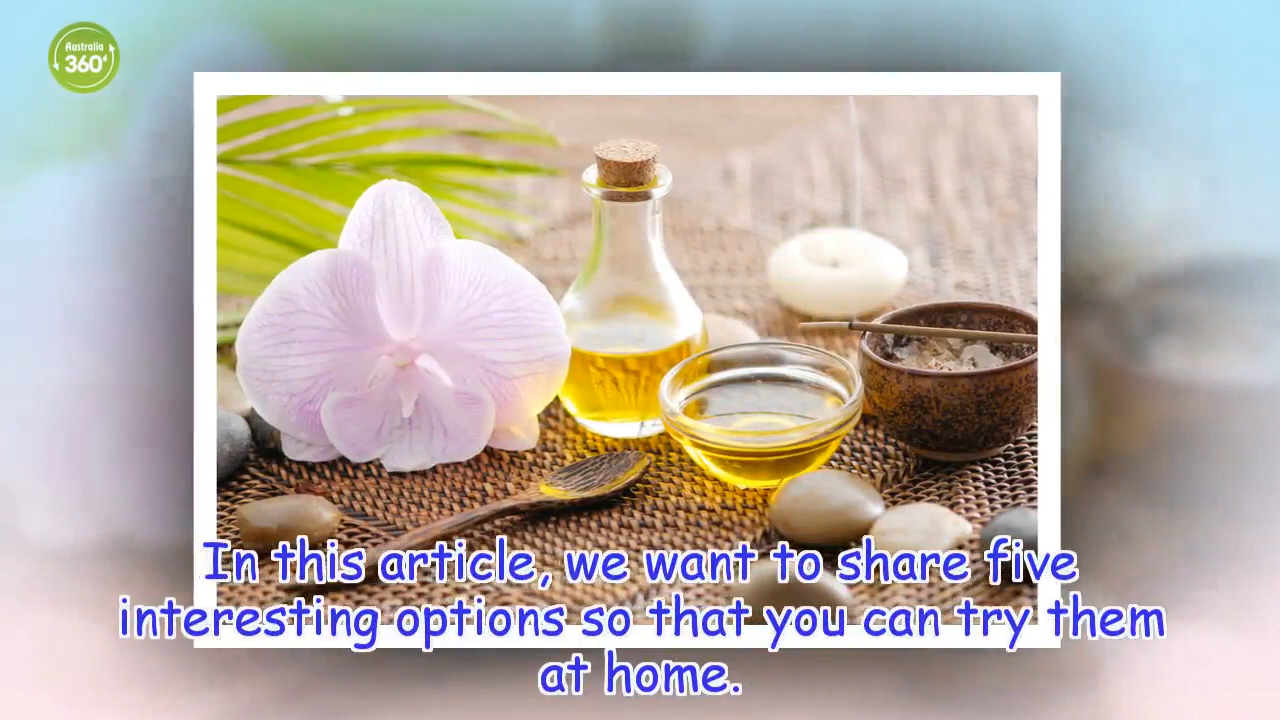 Australia
360°
In this article, we want to share five
interesting options so that you can try them
at home.